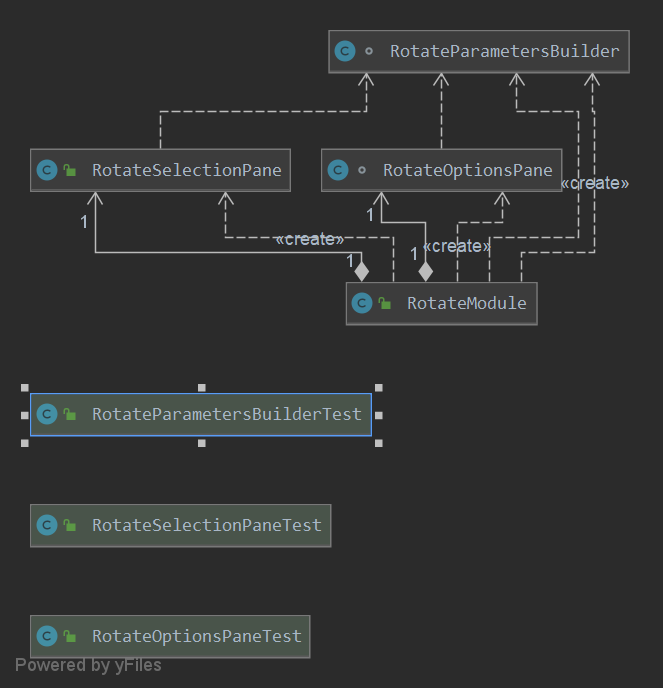 C RotateParametersBuilder
C RotateSelectionPane
C RotateOptionsPane
«create»
1
1
«create»
1
«create»
1
C RotateModule
C RotateParametersBuilderTest
C RotateSelectionPaneTest
C RotateOptionsPaneTest
Powered by yFiles